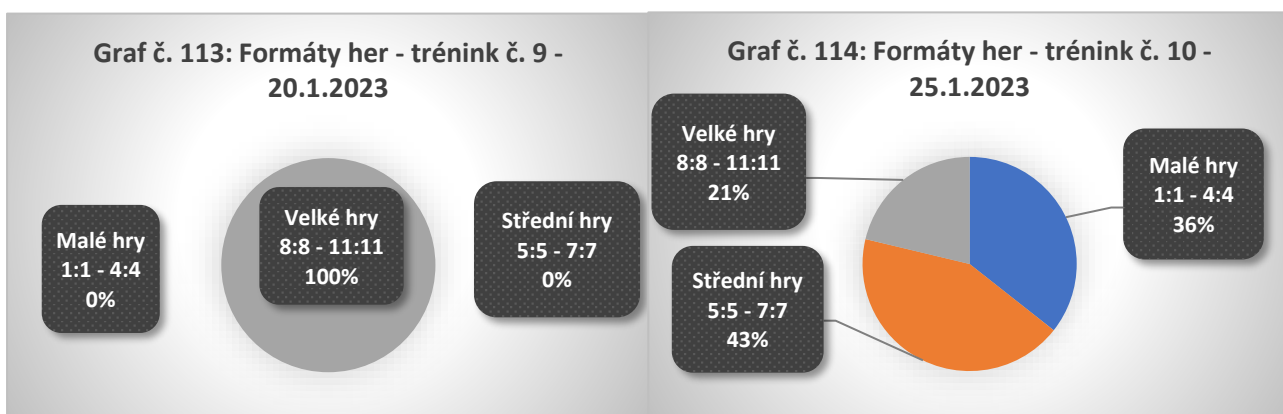 Graf č. 113: Formáty her - trénink č. 9 -
20.1.2023
Malé hry
1:1 - 4:4
0%
Velké hry
8:8 - 11:11
100%
Střední hry
5:5 - 7:7
0%
Graf č. 114: Formáty her - trénink č. 10 -
25.1.2023
Velké hry
8:8 - 11:11
21%
Malé hry
1:1 - 4:4
36%
Střední hry
5:5 - 7:7
43%